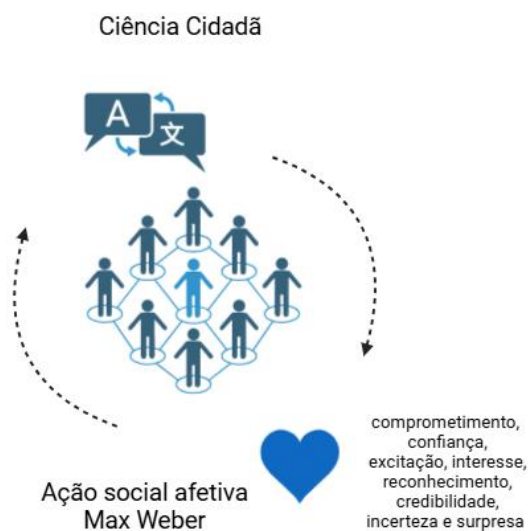 Ciência Cidadã
A
文
comprometimento,
confiança,
excitação, interesse,
reconhecimento,
credibilidade,
incerteza e surpresa
Ação social afetiva
Max Weber